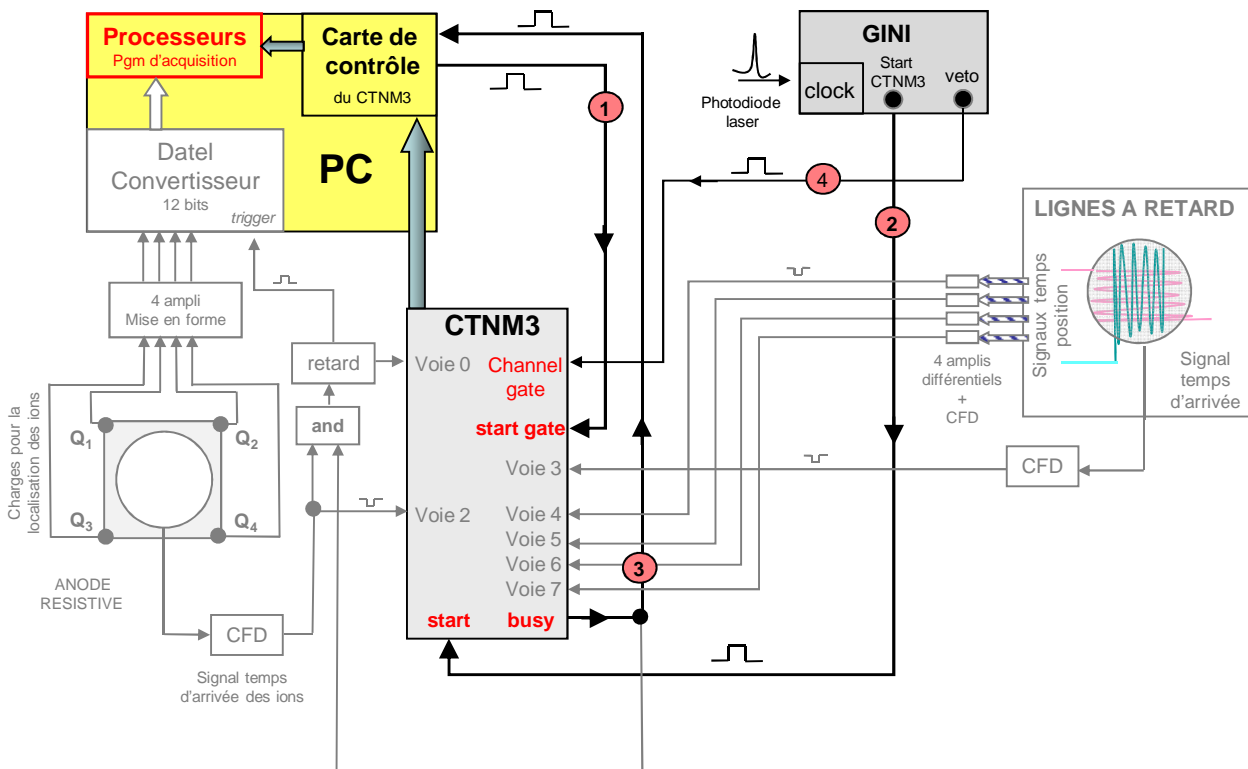 Processeurs
Pgm d'acquisition
Carte de
contrôle
du CTNM3
PC
Datel
Convertisseur
12 bits
trigger
4 ampli
Mise en forme
Charges pour la
localisation des ions
Q1
Q2
Q3
Q4
ANODE
RESISTIVE
CFD
Signal temps
d'arrivée des ions
retard
and
1
CTNM3
Voie 0
Channel
gate
start gate
Voie 3
Voie 2
Voie 4
Voie 5
Voie 6
Voie 7
start
busy
3
Photodiode
laser
GINI
clock
Start
CTNM3
veto
4
2
LIGNES A RETARD
Signaux temps
position
Signal
temps
d'arrivée
4 amplis
différentiels
+
CFD
CFD